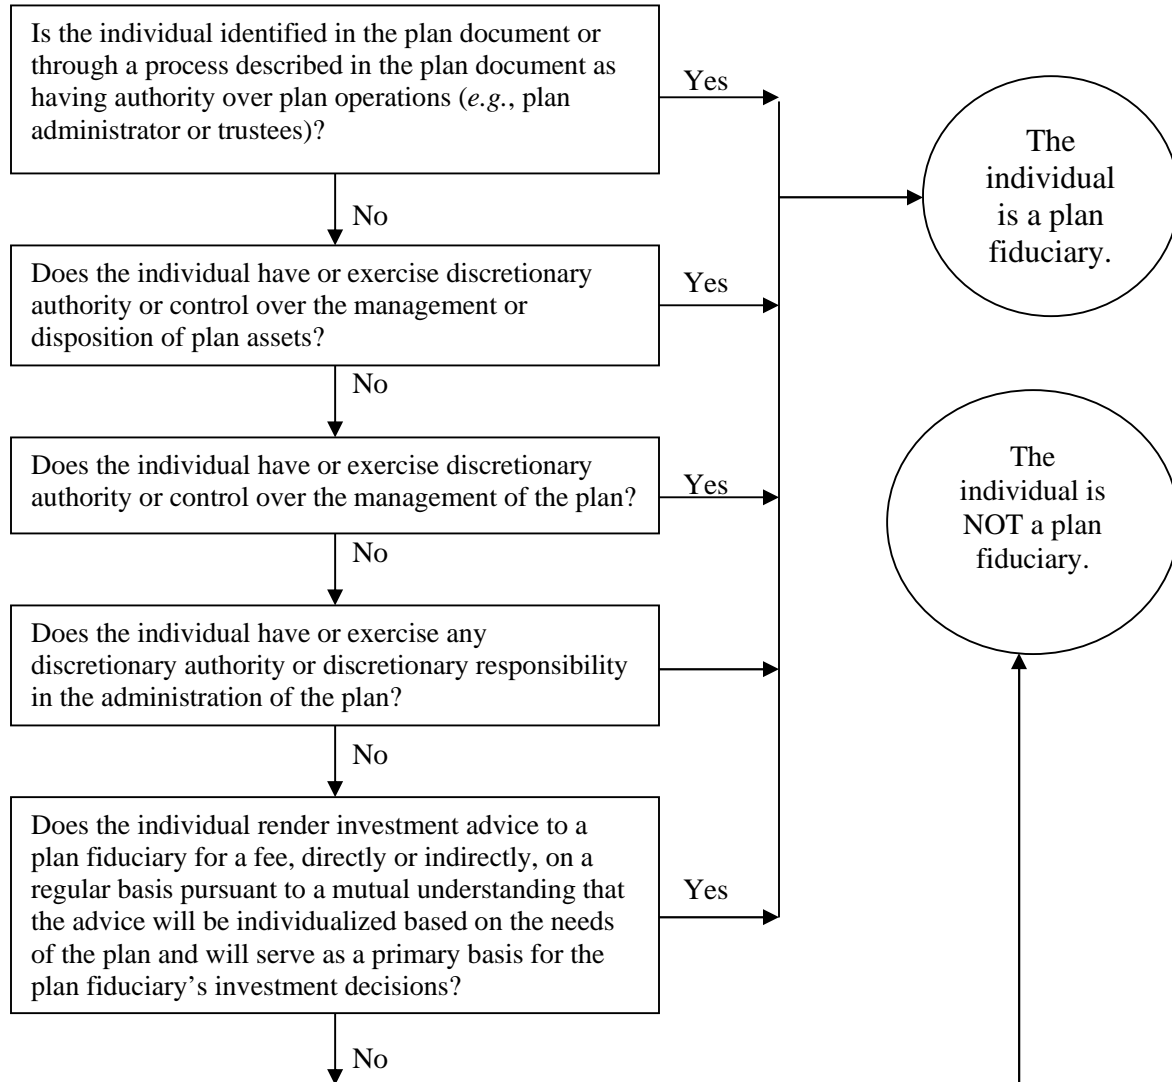 Is the individual identified in the plan document or
through a process described in the plan document as
having authority over plan operations (e.g., plan
administrator or trustees)?
Yes
No
The
individual
is a plan
fiduciary.
Does the individual have or exercise discretionary
authority or control over the management or
disposition of plan assets?
Yes
No
Does the individual have or exercise discretionary
authority or control over the management of the plan?
Yes
No
The
individual is
NOT a plan
fiduciary.
Does the individual have or exercise any
discretionary authority or discretionary responsibility
in the administration of the plan?
No
Does the individual render investment advice to a
plan fiduciary for a fee, directly or indirectly, on a
regular basis pursuant to a mutual understanding that
the advice will be individualized based on the needs
of the plan and will serve as a primary basis for the
plan fiduciary’s investment decisions?
Yes
No